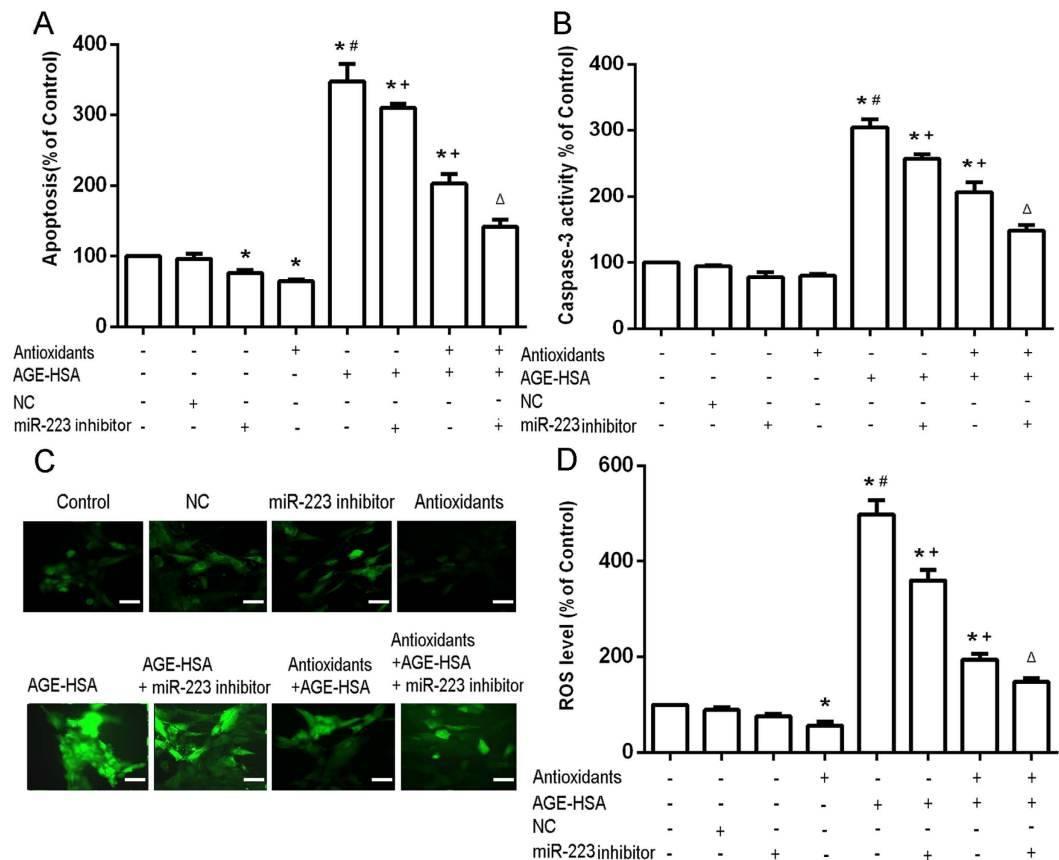 A
Apoptosis(% of Control)
400
300
200
100
0
* #
* +
* +
Δ
*
*
Antioxidants - - - + - - + +
AGE-HSA - - - - + + + +
NC - + - - - - - -
miR-223 inhibitor - - + - - + - +
B
Caspase-3 activity % of Control
400
300
200
100
0
* #
* +
* +
Δ
Antioxidants - - - + - - + +
AGE-HSA - - - - + + + +
NC - + - - - - - -
miR-223 inhibitor - - + - - + - +
C
Control NC miR-223 inhibitor Antioxidants
AGE-HSA
AGE-HSA
+ miR-223 inhibitor
Antioxidants
+AGE-HSA
Antioxidants
+AGE-HSA
+ miR-223 inhibitor
D
ROS level (% of Control)
600
400
200
0
* #
* +
* +
Δ
*
Antioxidants - - - + - - + +
AGE-HSA - - - - + + + +
NC - + - - - - - -
miR-223 inhibitor - - + - - + - +